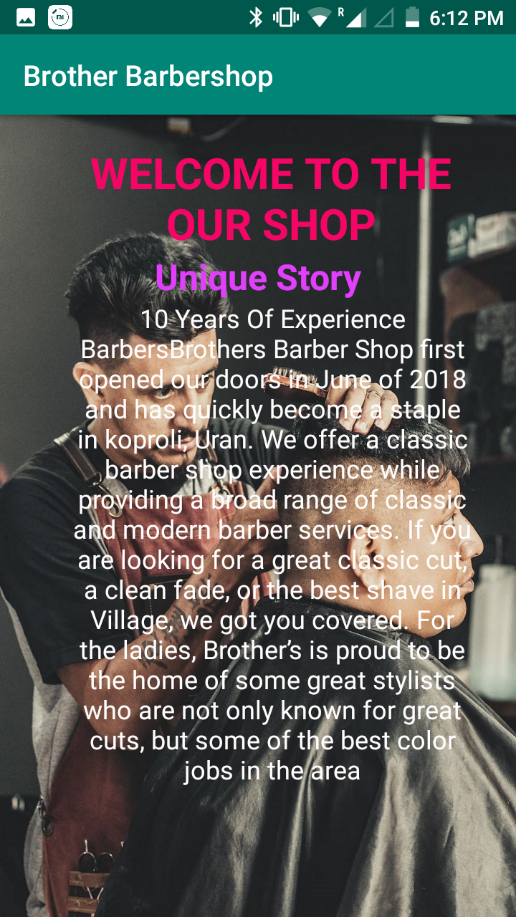 R 6:12 PM
Brother Barbershop
WELCOME TO THE
OUR SHOP
Unique Story
10 Years Of Experience
BarbersBrothers Barber Shop first
opened our doors in June of 2018
and has quickly become a staple
in koproli, Uran. We offer a classic
barber shop experience while
providing a broad range of classic
and modern barber services. If you
are looking for a great classic cut,
a clean fade, or the best shave in
Village, we got you covered. For
the ladies, Brother’s is proud to be
the home of some great stylists
who are not only known for great
cuts, but some of the best color
jobs in the area